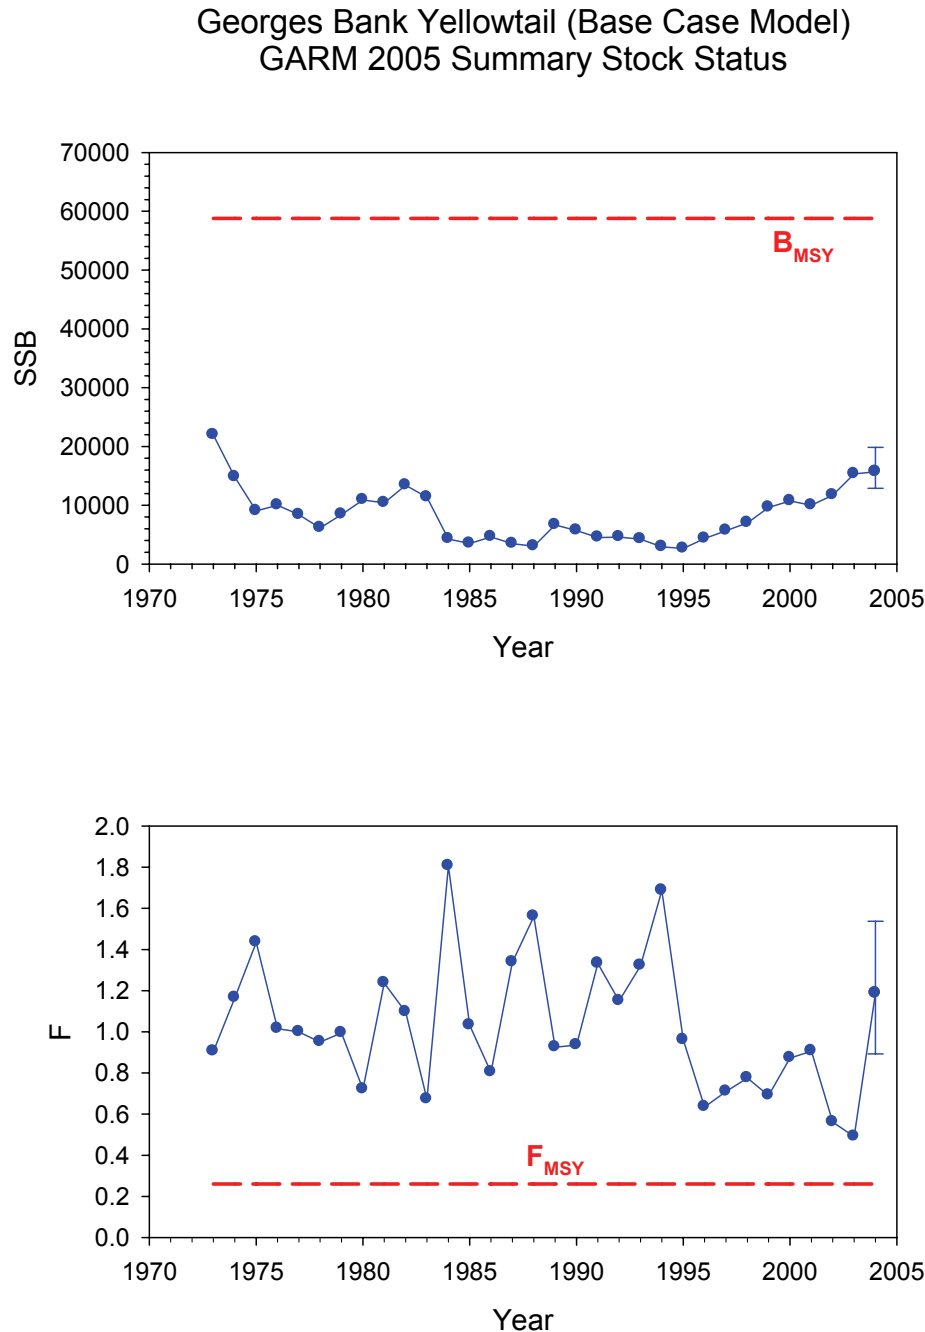 Georges Bank Yellowtail (Base Case Model)
GARM 2005 Summary Stock Status
70000
60000
50000
40000
30000
20000
10000
0
SSB
B_MSY
1970 1975 1980 1985 1990 1995 2000 2005
Year
2.0
1.8
1.6
1.4
1.2
1.0
0.8
0.6
0.4
0.2
0.0
F
F_MSY
1970 1975 1980 1985 1990 1995 2000 2005
Year